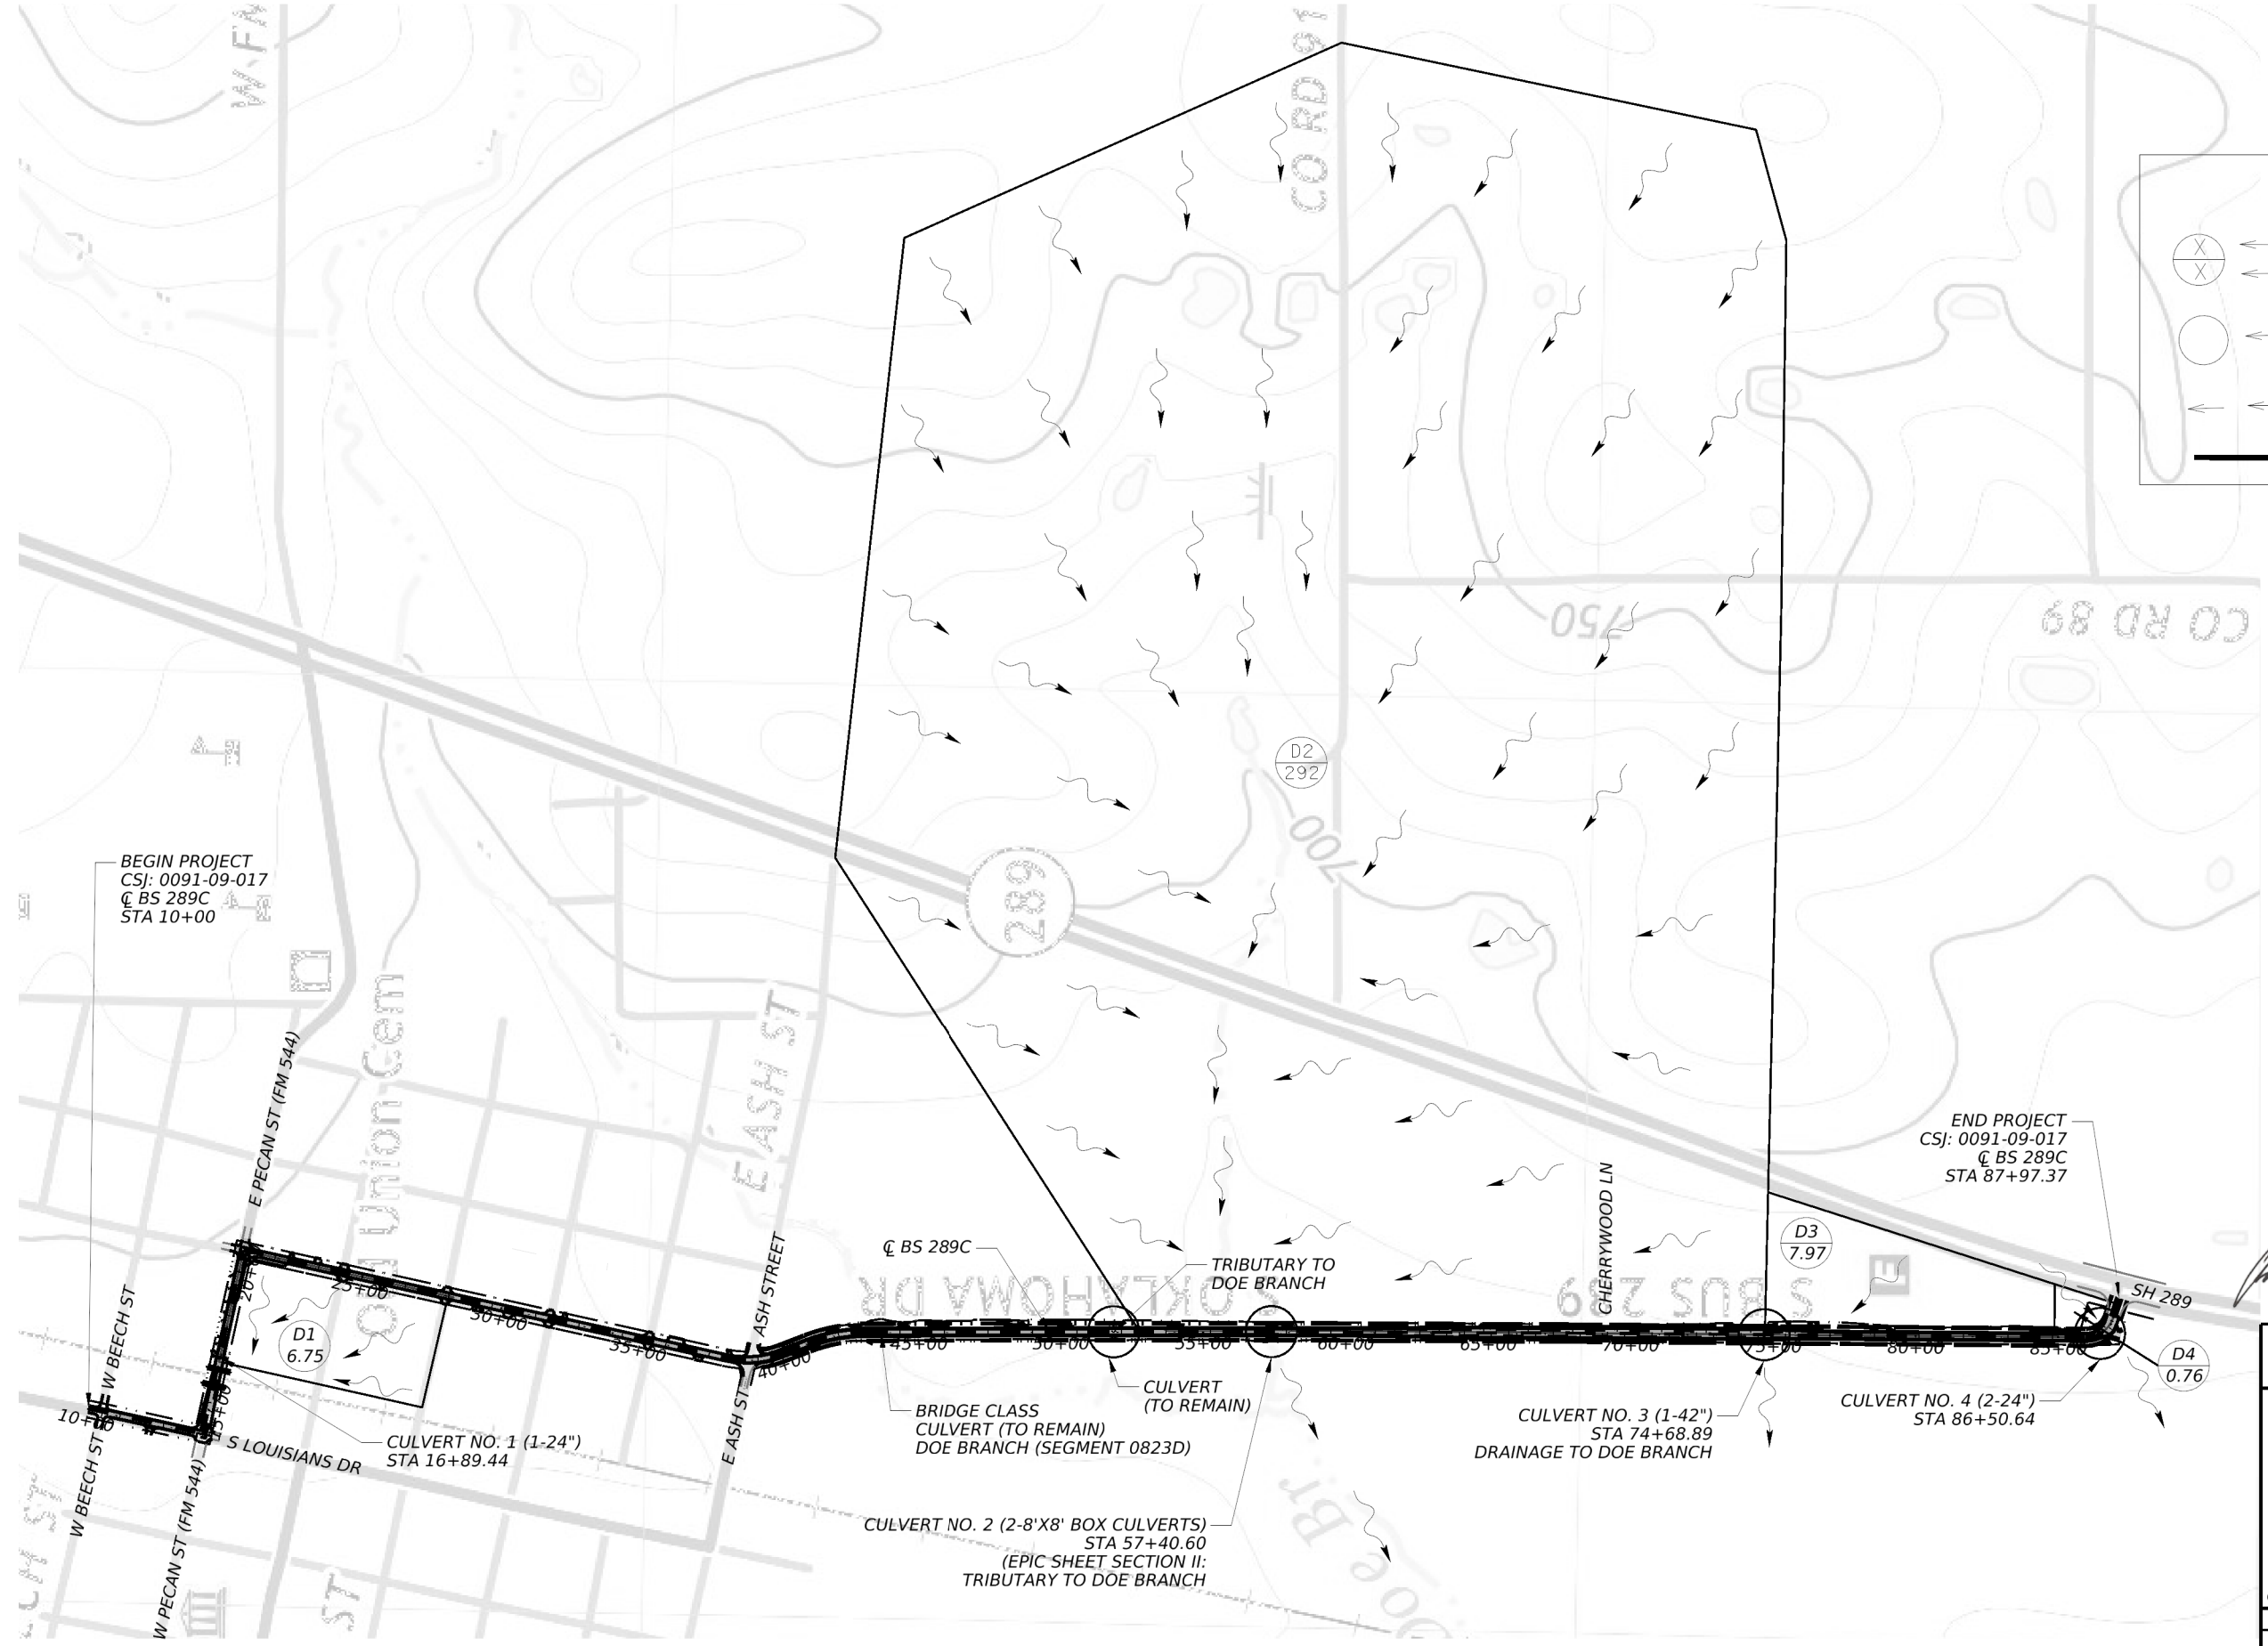 W FM
CO RD 91
X
X
CO RD 89
750
D2
292
700
289
BEGIN PROJECT
CSJ: 0091-09-017
℄ BS 289C
STA 10+00
Old Union Cem
E ASH ST
E PECAN ST (FM 544)
END PROJECT
CSJ: 0091-09-017
℄ BS 289C
STA 87+97.37
CHERRYWOOD LN
D3
7.97
SH 289
℄ BS 289C
TRIBUTARY TO
DOE BRANCH
S OKLAHOMA DR
S BUS 289
W BEECH ST
E ASH STREET
D1
6.75
10+00
15+00
20+00
25+00
30+00
35+00
40+00
45+00
50+00
55+00
60+00
65+00
70+00
75+00
80+00
85+00
D4
0.76
CULVERT
(TO REMAIN)
BRIDGE CLASS
CULVERT (TO REMAIN)
DOE BRANCH (SEGMENT 0823D)
CULVERT NO. 3 (1-42")
STA 74+68.89
DRAINAGE TO DOE BRANCH
CULVERT NO. 4 (2-24")
STA 86+50.64
CULVERT NO. 1 (1-24")
STA 16+89.44
S LOUISIANS DR
E ASH ST
W BEECH ST
W PECAN ST (FM 544)
CULVERT NO. 2 (2-8'X8' BOX CULVERTS)
STA 57+40.60
(EPIC SHEET SECTION II:
TRIBUTARY TO DOE BRANCH
Doe Br
ST